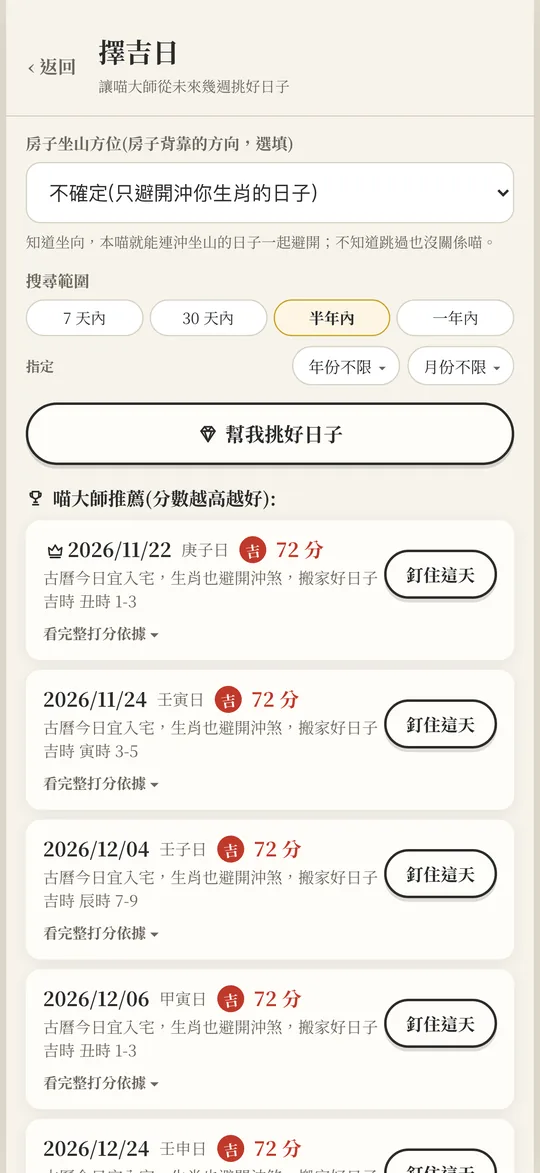 ‹ 返回
擇吉日
讓喵大師從未來幾週挑好日子
房子坐山方位(房子背靠的方向，選填)
不確定(只避開沖你生肖的日子)
知道坐向，本喵就能連沖坐山的日子一起避開；不知道跳過也沒關係喵。
搜尋範圍
7 天內 30 天內 半年內 一年內
指定 年份不限 月份不限
幫我挑好日子
喵大師推薦(分數越高越好):
2026/11/22 庚子日 吉 72 分
古曆今日宜入宅，生肖也避開沖煞，搬家好日子
吉時 丑時 1-3
釘住這天
看完整打分依據
2026/11/24 壬寅日 吉 72 分
古曆今日宜入宅，生肖也避開沖煞，搬家好日子
吉時 寅時 3-5
釘住這天
看完整打分依據
2026/12/04 壬子日 吉 72 分
古曆今日宜入宅，生肖也避開沖煞，搬家好日子
吉時 辰時 7-9
釘住這天
看完整打分依據
2026/12/06 甲寅日 吉 72 分
古曆今日宜入宅，生肖也避開沖煞，搬家好日子
吉時 丑時 1-3
釘住這天
看完整打分依據
2026/12/24 壬申日 吉 72 分